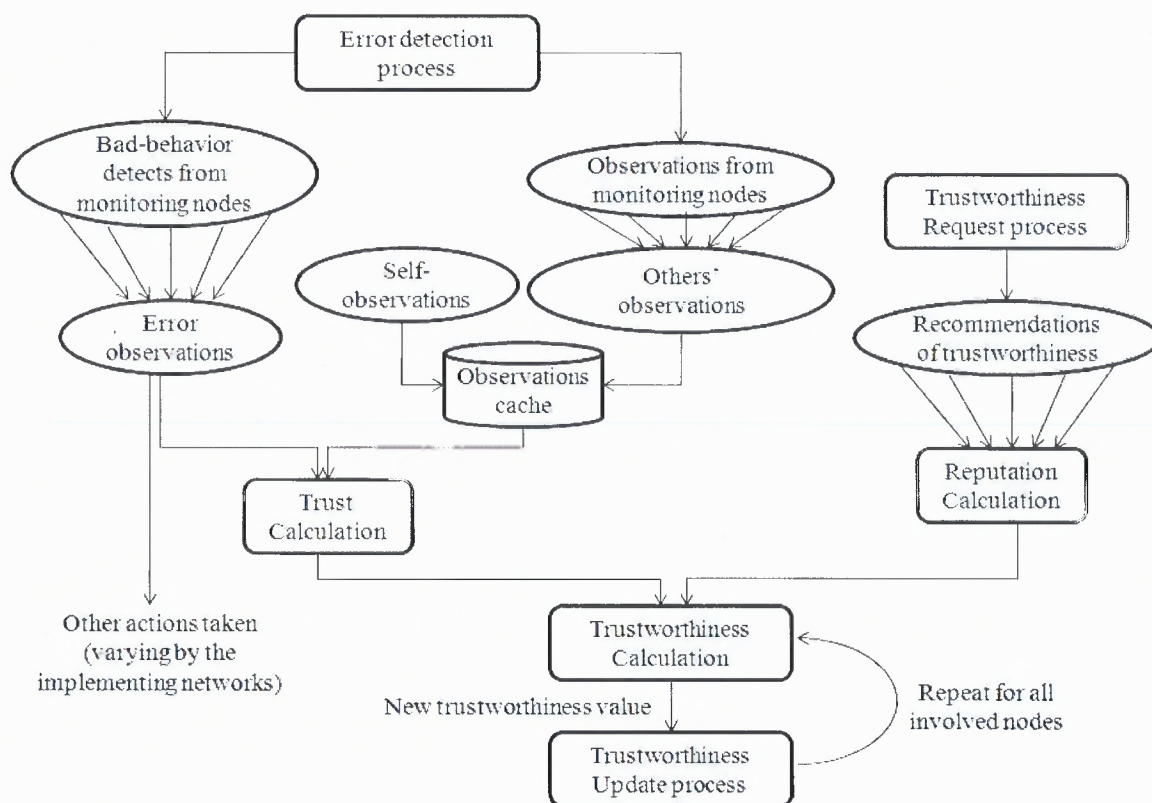 Error detection
process
Bad-behavior
detects from
monitoring nodes
Observations from
monitoring nodes
Trustworthiness
Request process
Self-
observations
Others'
observations
Error
observations
Recommendations
of trustworthiness
Observations
cache
Trust
Calculation
Reputation
Calculation
Other actions taken
(varying by the
implementing networks)
Trustworthiness
Calculation
New trustworthiness value
Repeat for all
involved nodes
Trustworthiness
Update process